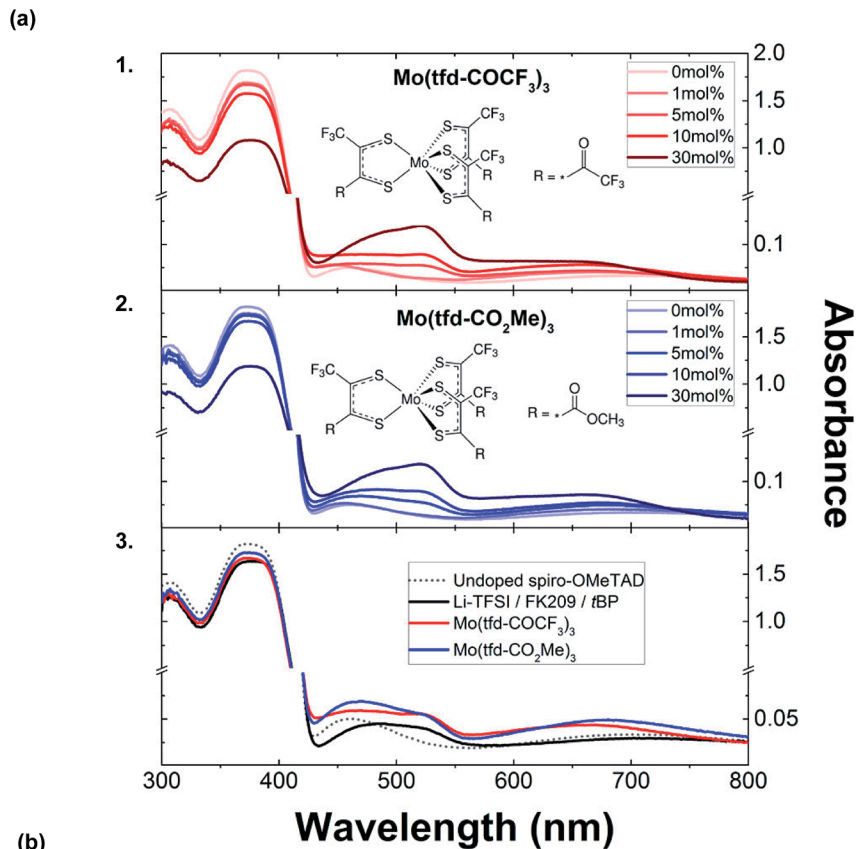 (a)
1.
Mo(tfd-COCF₃)₃
0mol%
1mol%
5mol%
10mol%
30mol%
2.0
1.5
1.0
0.1
F₃C
S
S
R
Mo
S
S
S
S
CF₃
CF₃
R
R
R =
*
O
CF₃
2.
Mo(tfd-CO₂Me)₃
0mol%
1mol%
5mol%
10mol%
30mol%
1.5
1.0
0.1
F₃C
S
S
R
Mo
S
S
S
S
CF₃
CF₃
R
R
R =
*
O
OCH₃
Absorbance
3.
Undoped spiro-OMeTAD
Li-TFSI / FK209 / tBP
Mo(tfd-COCF₃)₃
Mo(tfd-CO₂Me)₃
1.5
1.0
0.05
300 400 500 600 700 800
Wavelength (nm)
(b)